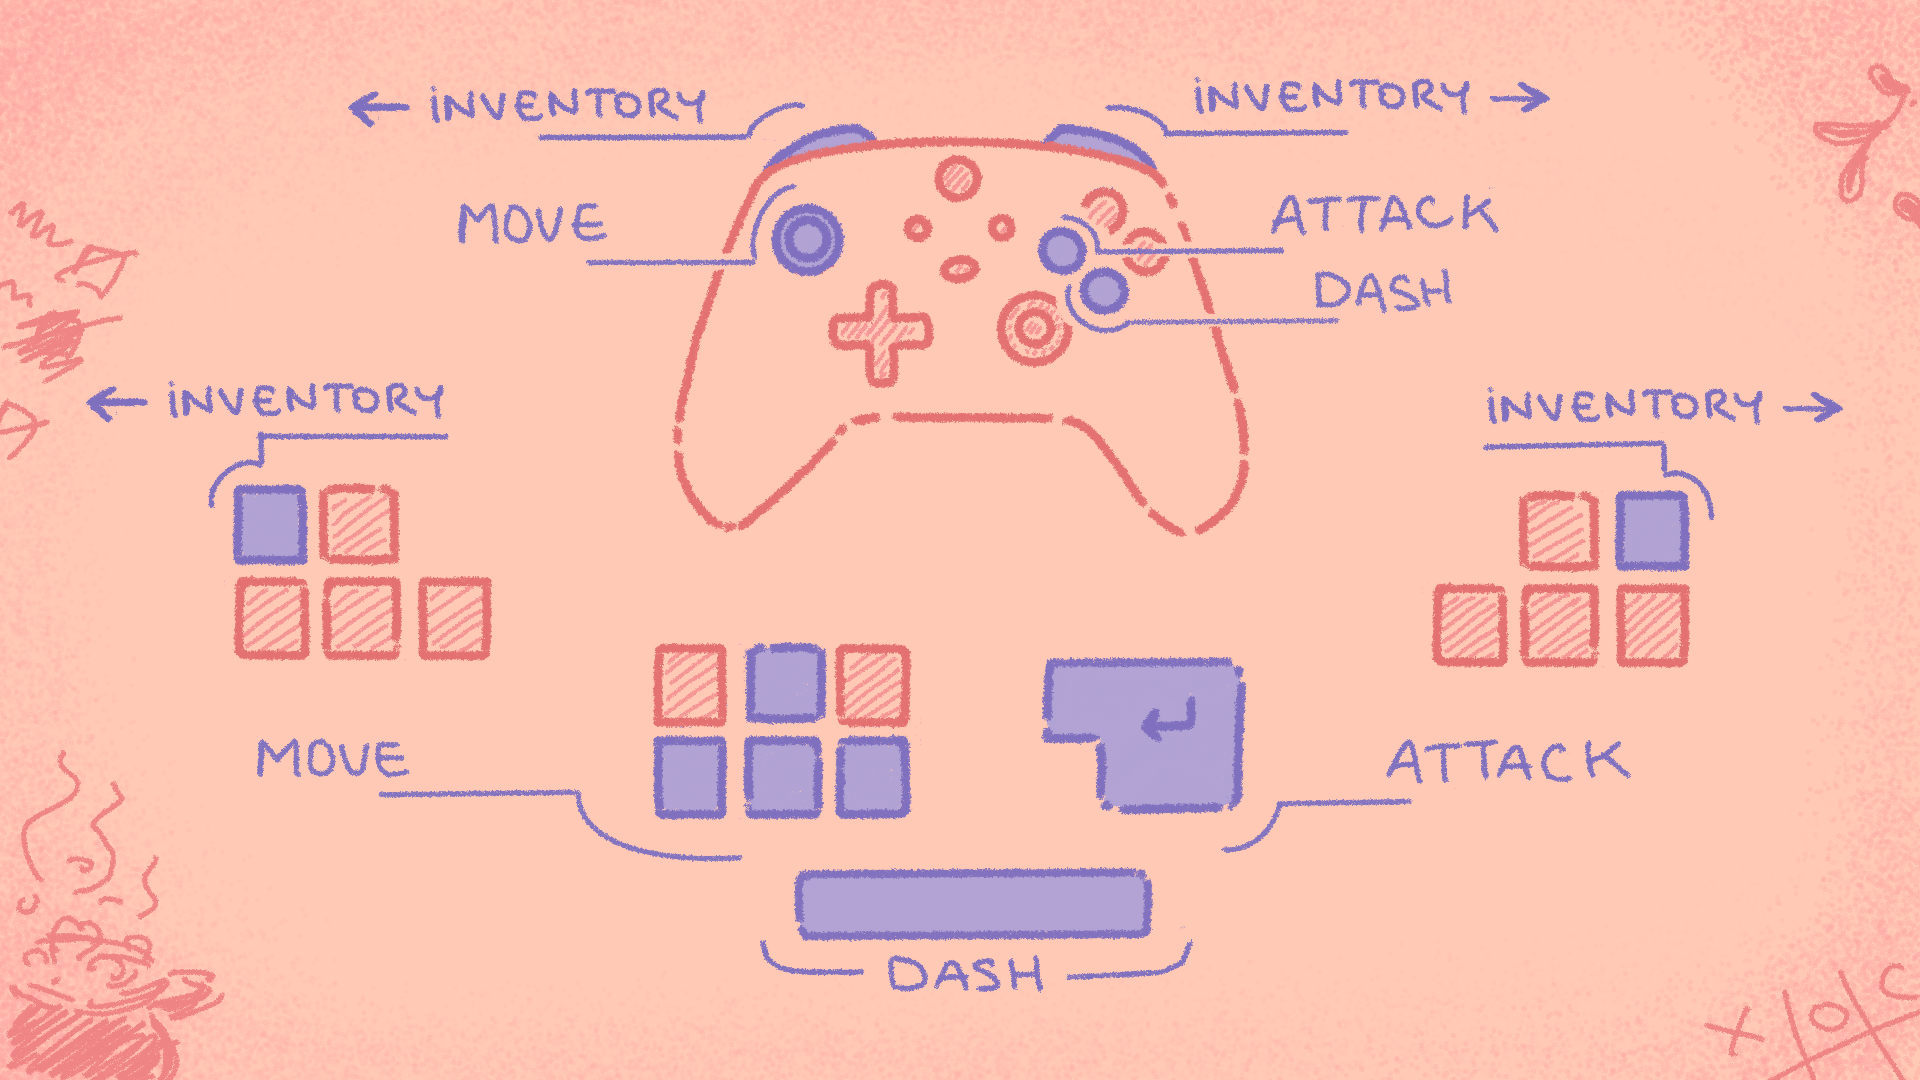 ← iNVENTORY
iNVENTORY →
MOVE
ATTACK
DASH
← iNVENTORY
iNVENTORY →
MOVE
ATTACK
DASH
X O C